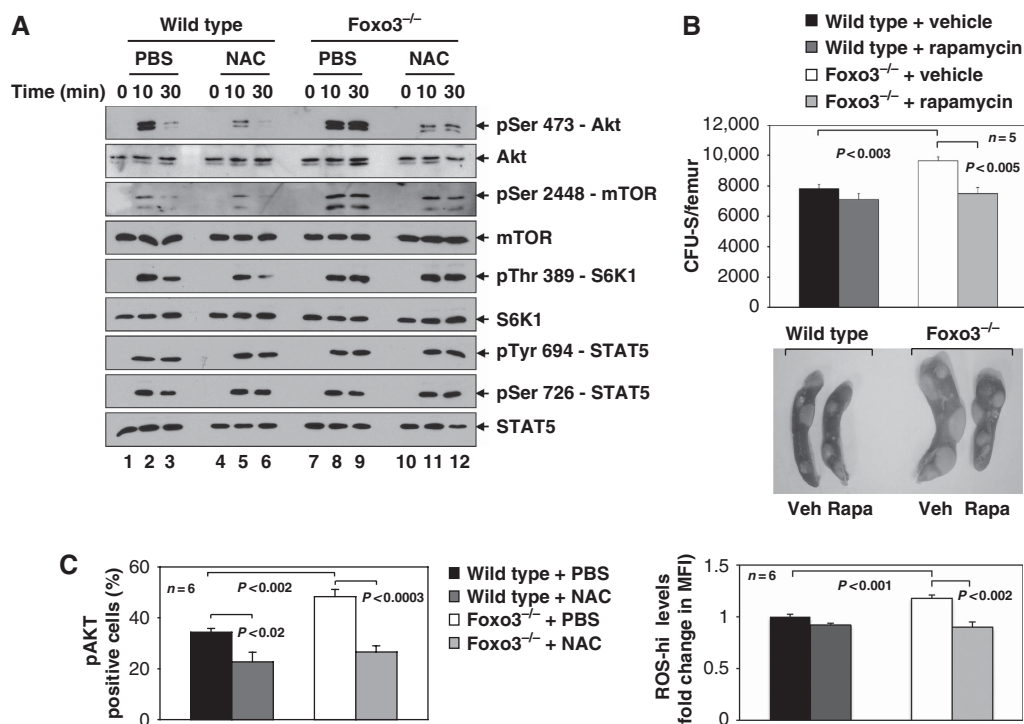 A
Wild type
Foxo3−/−
PBS
NAC
PBS
NAC
Time (min) 0 10 30 0 10 30 0 10 30 0 10 30
pSer 473 - Akt
Akt
pSer 2448 - mTOR
mTOR
pThr 389 - S6K1
S6K1
pTyr 694 - STAT5
pSer 726 - STAT5
STAT5
1 2 3 4 5 6 7 8 9 10 11 12
B
Wild type + vehicle
Wild type + rapamycin
Foxo3−/− + vehicle
Foxo3−/− + rapamycin
CFU-S/femur
12,000
10,000
8000
6000
4000
2000
0
n = 5
P < 0.003
P < 0.005
Wild type
Foxo3−/−
Veh Rapa
Veh Rapa
C
pAKT
positive cells (%)
60
40
20
0
n = 6
P < 0.002
P < 0.0003
P < 0.02
Wild type + PBS
Wild type + NAC
Foxo3−/− + PBS
Foxo3−/− + NAC
ROS-hi levels
fold change in MFI)
1.5
1
0.5
0
n = 6
P < 0.001
P < 0.002